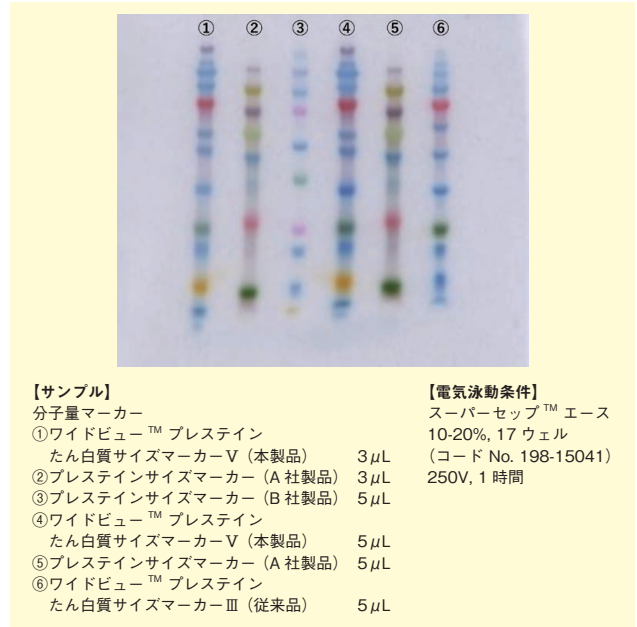 ① ② ③ ④ ⑤ ⑥
【サンプル】
分子量マーカー
①ワイドビュー™ プレステイン
たん白質サイズマーカーⅤ（本製品） 3μL
②プレステインサイズマーカー（A 社製品） 3μL
③プレステインサイズマーカー（B 社製品） 5μL
④ワイドビュー™ プレステイン
たん白質サイズマーカーⅤ（本製品） 5μL
⑤プレステインサイズマーカー（A 社製品） 5μL
⑥ワイドビュー™ プレステイン
たん白質サイズマーカーⅢ（従来品） 5μL
【電気泳動条件】
スーパーセップ™ エース
10-20%, 17 ウェル
（コード No. 198-15041）
250V, 1 時間